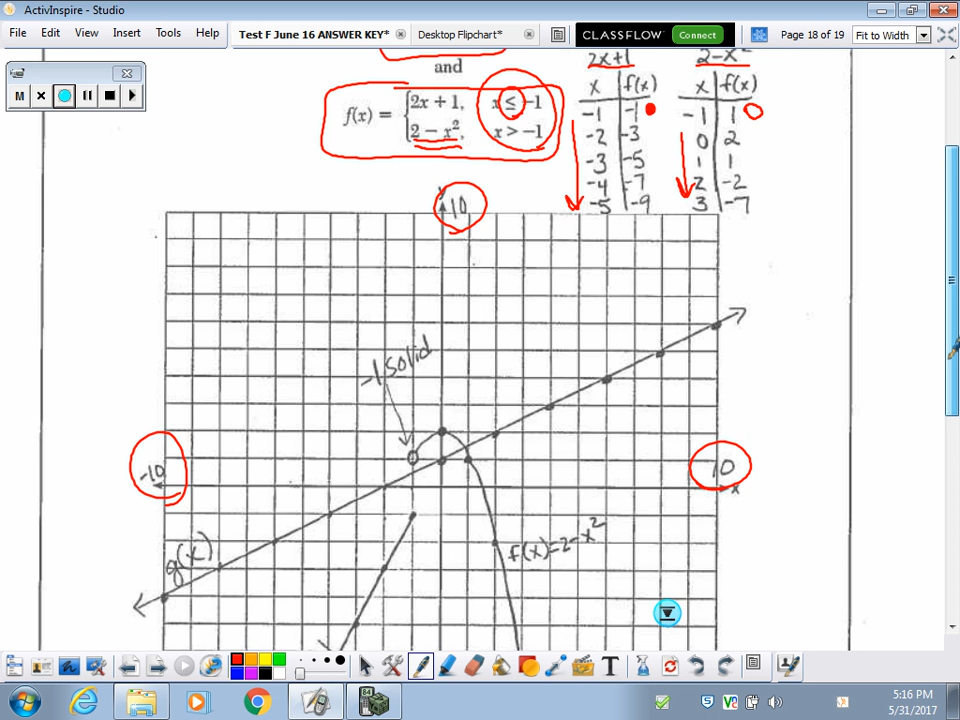 ActivInspire - Studio
File Edit View Insert Tools Help
Test F June 16 ANSWER KEY*
Desktop Flipchart*
CLASSFLOW Connect
Page 18 of 19
Fit to Width
M
and
f(x) = { 2x + 1, x ≤ -1
2 − x², x > -1
2x+1
x f(x)
-1 -1
-2 -3
-3 -5
-4 -7
-5 -9
2-x²
x f(x)
-1 1
0 2
1 1
2 -2
3 -7
y
10
-1 solid
-10
10
x
g(x)
f(x)=2-x²
T
84
5:16 PM
5/31/2017